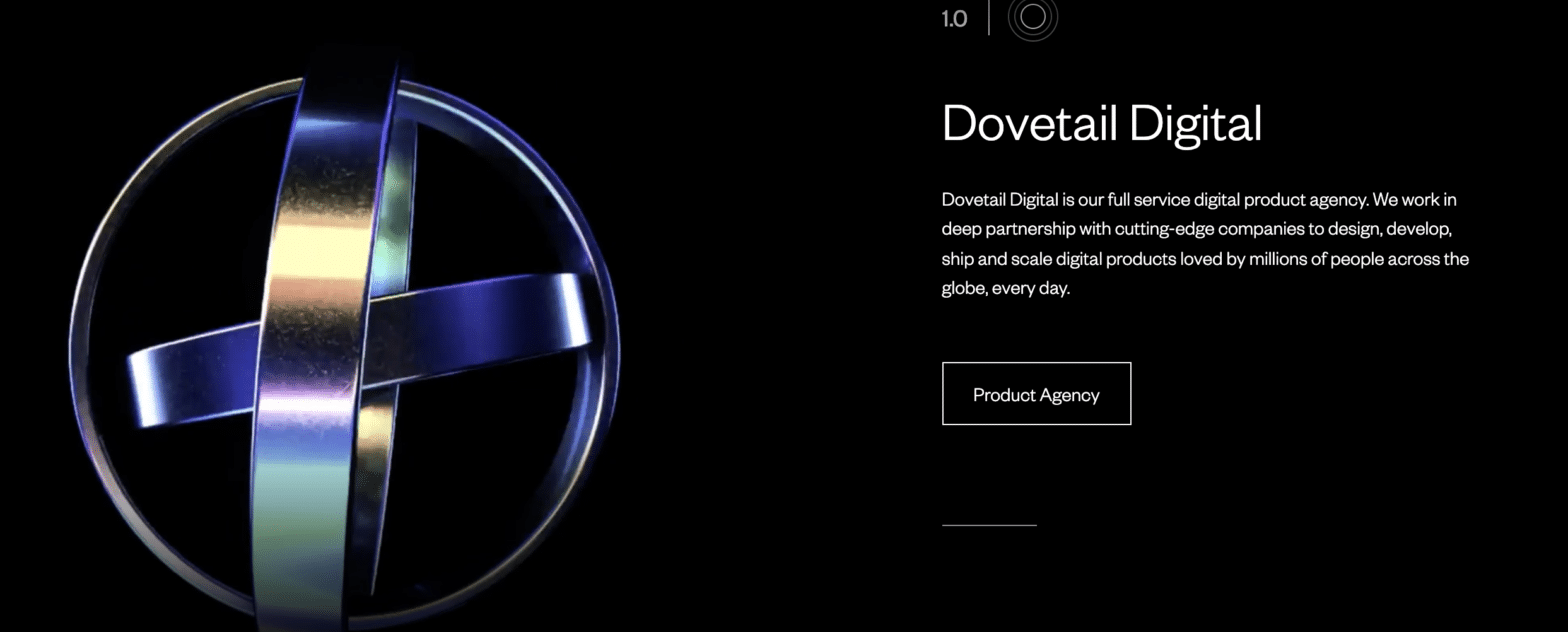 1.0
Dovetail Digital
Dovetail Digital is our full service digital product agency. We work in
deep partnership with cutting-edge companies to design, develop,
ship and scale digital products loved by millions of people across the
globe, every day.
Product Agency